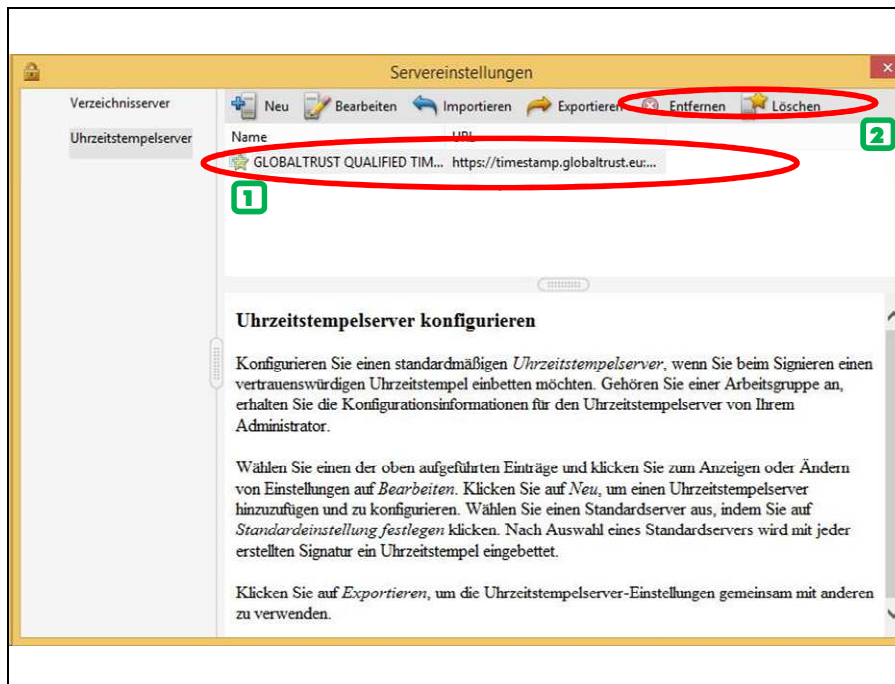 Servereinstellungen
Verzeichnisserver
Uhrzeitstempelserver
Neu Bearbeiten Importieren Exportieren Entfernen Löschen
2
Name URL
GLOBALTRUST QUALIFIED TIM... https://timestamp.globaltrust.eu:...
1
Uhrzeitstempelserver konfigurieren
Konfigurieren Sie einen standardmäßigen Uhrzeitstempelserver, wenn Sie beim Signieren einen
vertrauenswürdigen Uhrzeitstempel einbetten möchten. Gehören Sie einer Arbeitsgruppe an,
erhalten Sie die Konfigurationsinformationen für den Uhrzeitstempelserver von Ihrem
Administrator.
Wählen Sie einen der oben aufgeführten Einträge und klicken Sie zum Anzeigen oder Ändern
von Einstellungen auf Bearbeiten. Klicken Sie auf Neu, um einen Uhrzeitstempelserver
hinzuzufügen und zu konfigurieren. Wählen Sie einen Standardserver aus, indem Sie auf
Standardeinstellung festlegen klicken. Nach Auswahl eines Standardservers wird mit jeder
erstellten Signatur ein Uhrzeitstempel eingebettet.
Klicken Sie auf Exportieren, um die Uhrzeitstempelserver-Einstellungen gemeinsam mit anderen
zu verwenden.